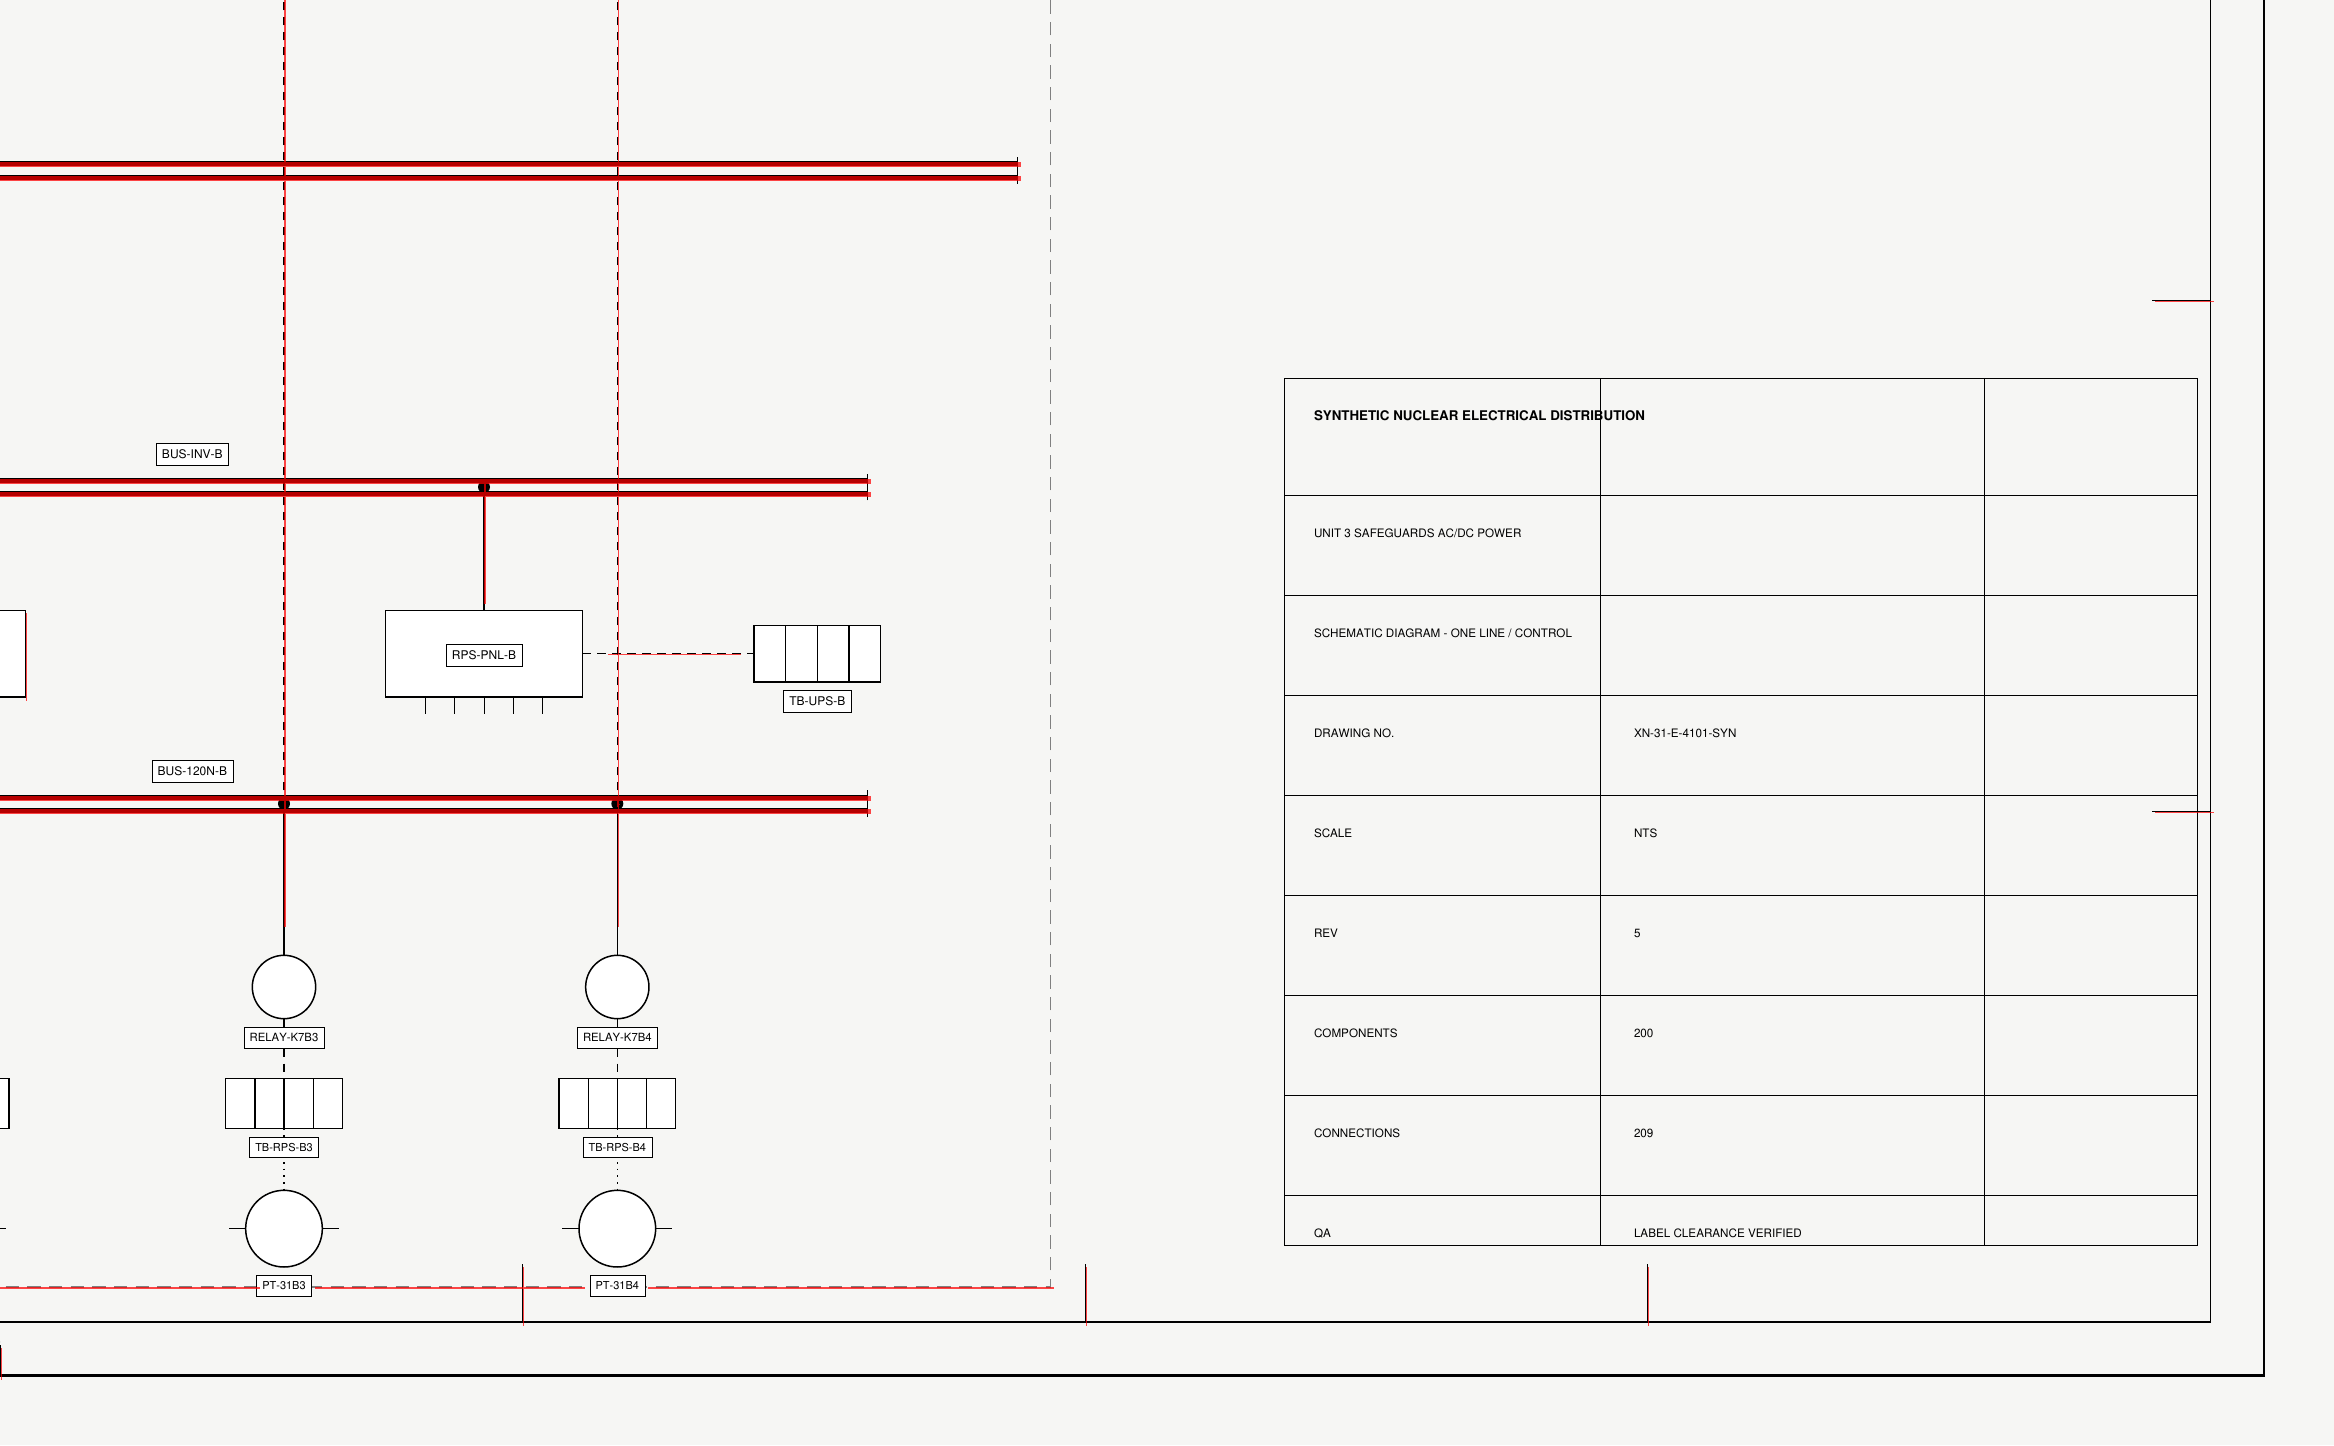 BUS-INV-B
RPS-PNL-B
TB-UPS-B
BUS-120N-B
RELAY-K7B3
RELAY-K7B4
TB-RPS-B3
TB-RPS-B4
PT-31B3
PT-31B4
SYNTHETIC NUCLEAR ELECTRICAL DISTRIBUTION
UNIT 3 SAFEGUARDS AC/DC POWER
SCHEMATIC DIAGRAM - ONE LINE / CONTROL
DRAWING NO. XN-31-E-4101-SYN
SCALE NTS
REV 5
COMPONENTS 200
CONNECTIONS 209
QA LABEL CLEARANCE VERIFIED